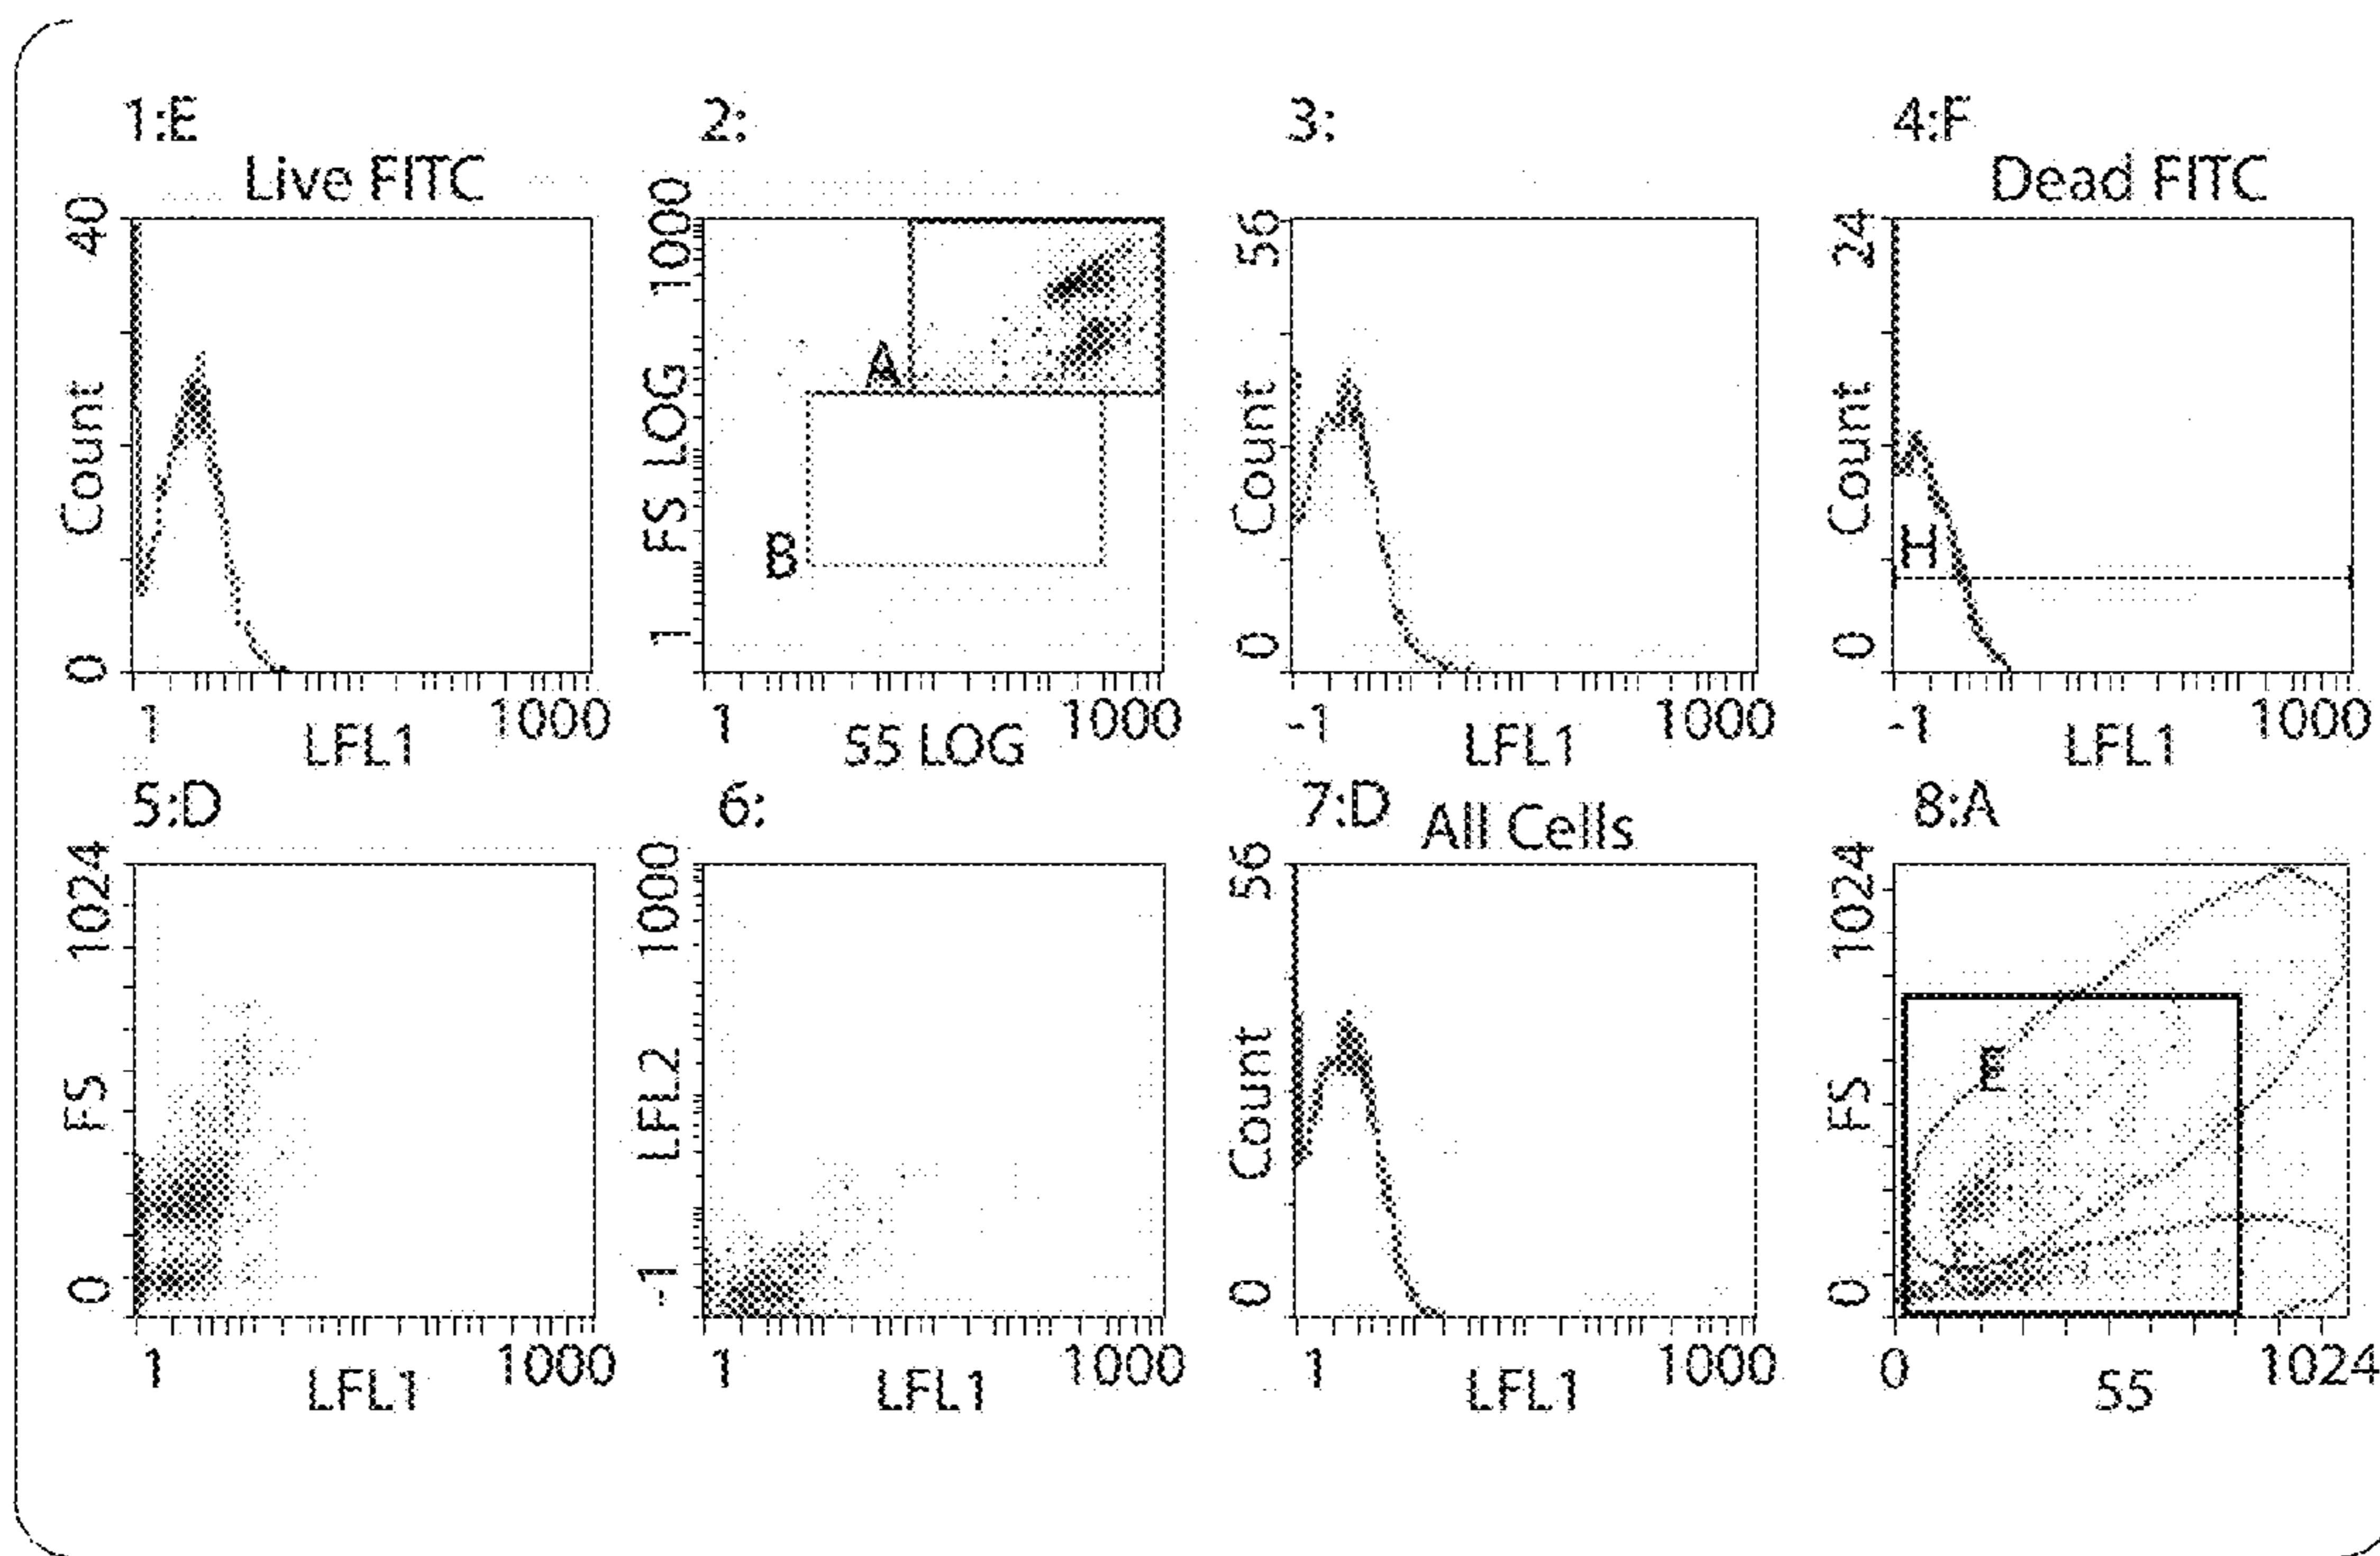 1:E
Live FITC
40
Count
0
1
1000
LFL1
2:
1000
FS LOG
1
A
B
1
1000
55 LOG
3:
56
Count
0
-1
1000
LFL1
4:F
Dead FITC
24
Count
0
H
-1
1000
LFL1
5:D
1024
FS
0
1
1000
LFL1
6:
1000
LFL2
-1
1
1000
LFL1
7:D
All Cells
56
Count
0
1
1000
LFL1
8:A
1024
FS
0
0
1024
55